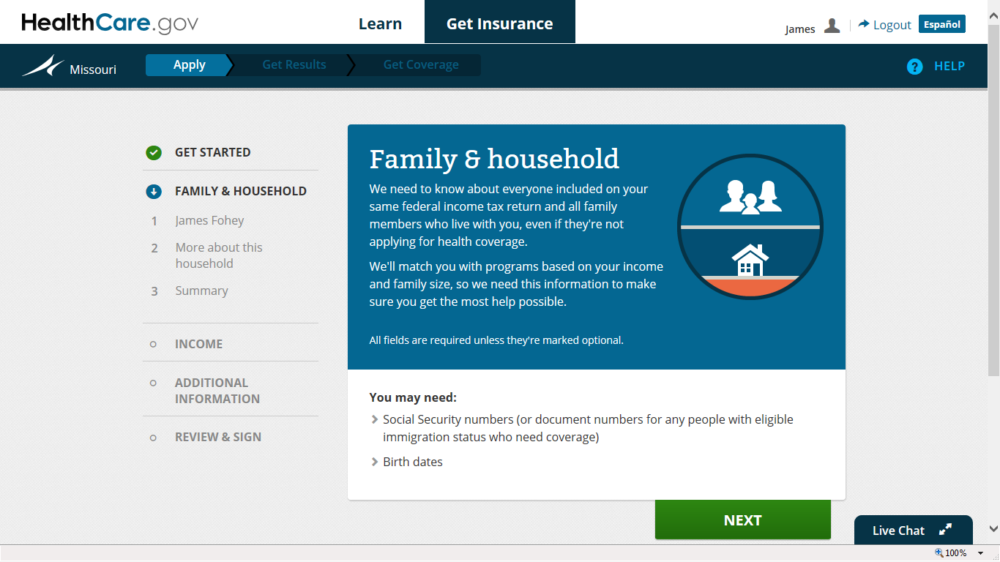 HealthCare.gov
Learn
Get Insurance
James
Logout
Español
Missouri
Apply
Get Results
Get Coverage
? HELP
GET STARTED
FAMILY & HOUSEHOLD
1 James Fohey
2 More about this
household
3 Summary
INCOME
ADDITIONAL
INFORMATION
REVIEW & SIGN
Family & household
We need to know about everyone included on your
same federal income tax return and all family
members who live with you, even if they're not
applying for health coverage.
We'll match you with programs based on your income
and family size, so we need this information to make
sure you get the most help possible.
All fields are required unless they're marked optional.
You may need:
Social Security numbers (or document numbers for any people with eligible
immigration status who need coverage)
Birth dates
NEXT
Live Chat
100%